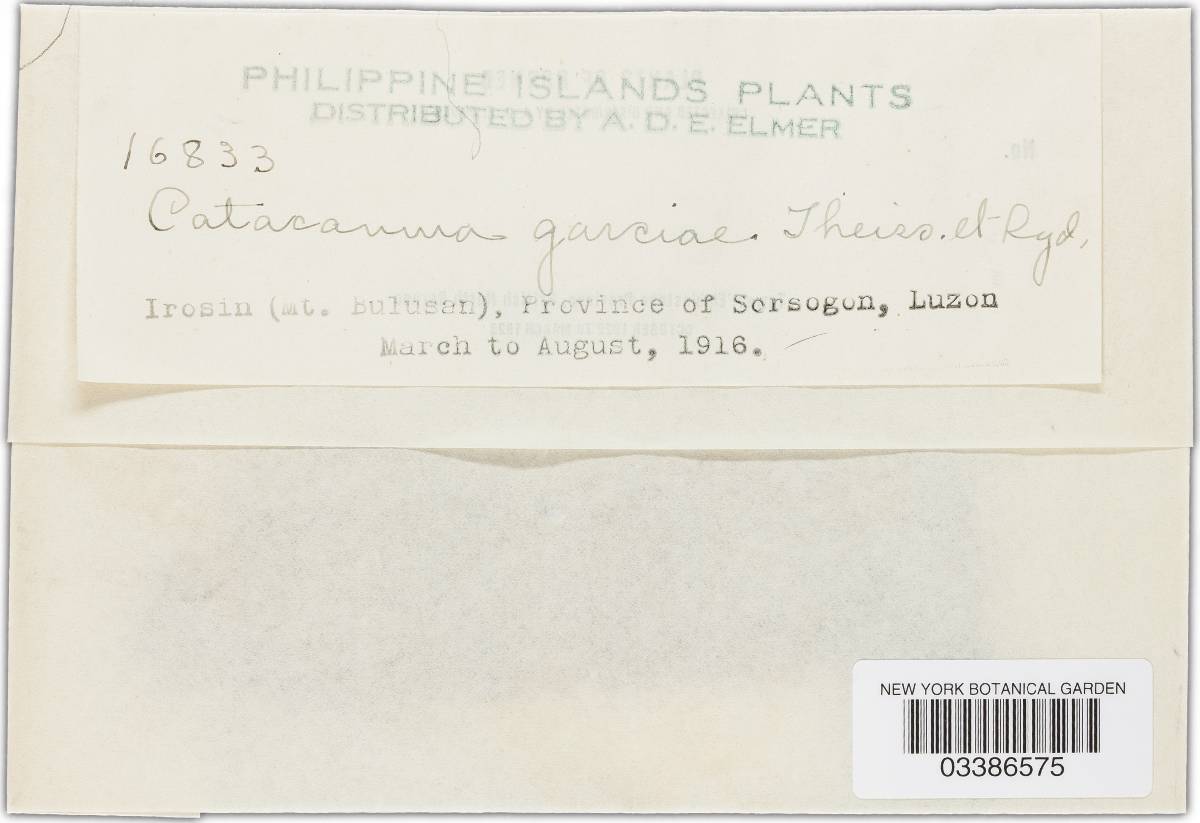 PHILIPPINE ISLANDS PLANTS
DISTRIBUTED BY A. D. E. ELMER
16833
Catacauma garciae. Theiss. et Syd.
Irosin (Mt. Bulusan), Province of Sorsogon, Luzon
March to August, 1916.
NEW YORK BOTANICAL GARDEN
03386575